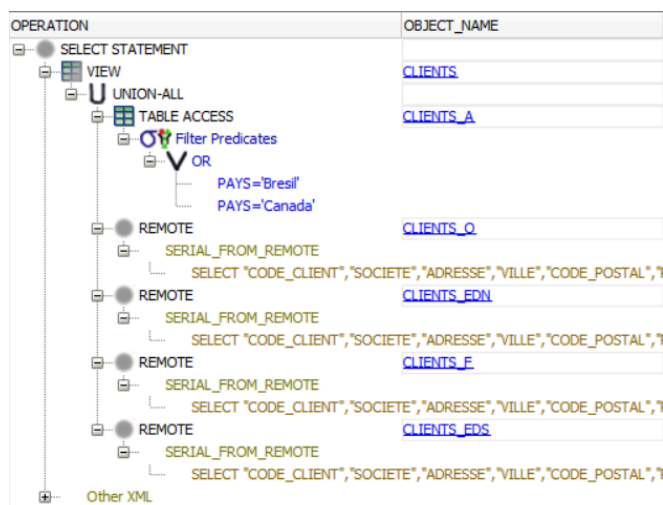 OPERATION OBJECT_NAME
SELECT STATEMENT
VIEW CLIENTS
UNION-ALL
TABLE ACCESS CLIENTS_A
Filter Predicates
OR
PAYS='Bresil'
PAYS='Canada'
REMOTE CLIENTS_O
SERIAL_FROM_REMOTE
SELECT "CODE_CLIENT","SOCIETE","ADRESSE","VILLE","CODE_POSTAL","
REMOTE CLIENTS_EDN
SERIAL_FROM_REMOTE
SELECT "CODE_CLIENT","SOCIETE","ADRESSE","VILLE","CODE_POSTAL","
REMOTE CLIENTS_F
SERIAL_FROM_REMOTE
SELECT "CODE_CLIENT","SOCIETE","ADRESSE","VILLE","CODE_POSTAL","
REMOTE CLIENTS_EDS
SERIAL_FROM_REMOTE
SELECT "CODE_CLIENT","SOCIETE","ADRESSE","VILLE","CODE_POSTAL","
Other XML